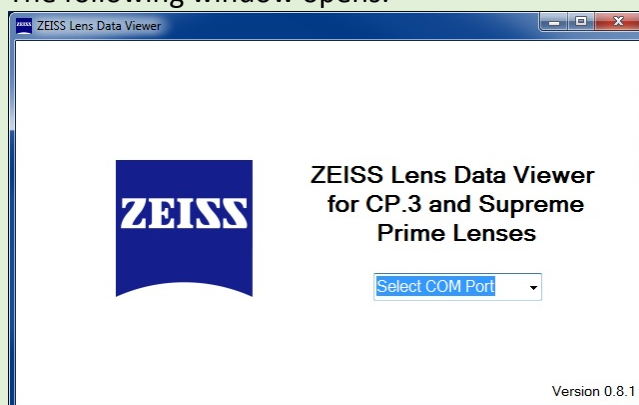 The following window opens:
ZEISS Lens Data Viewer
ZEISS
ZEISS Lens Data Viewer
for CP.3 and Supreme
Prime Lenses
Select COM Port
Version 0.8.1